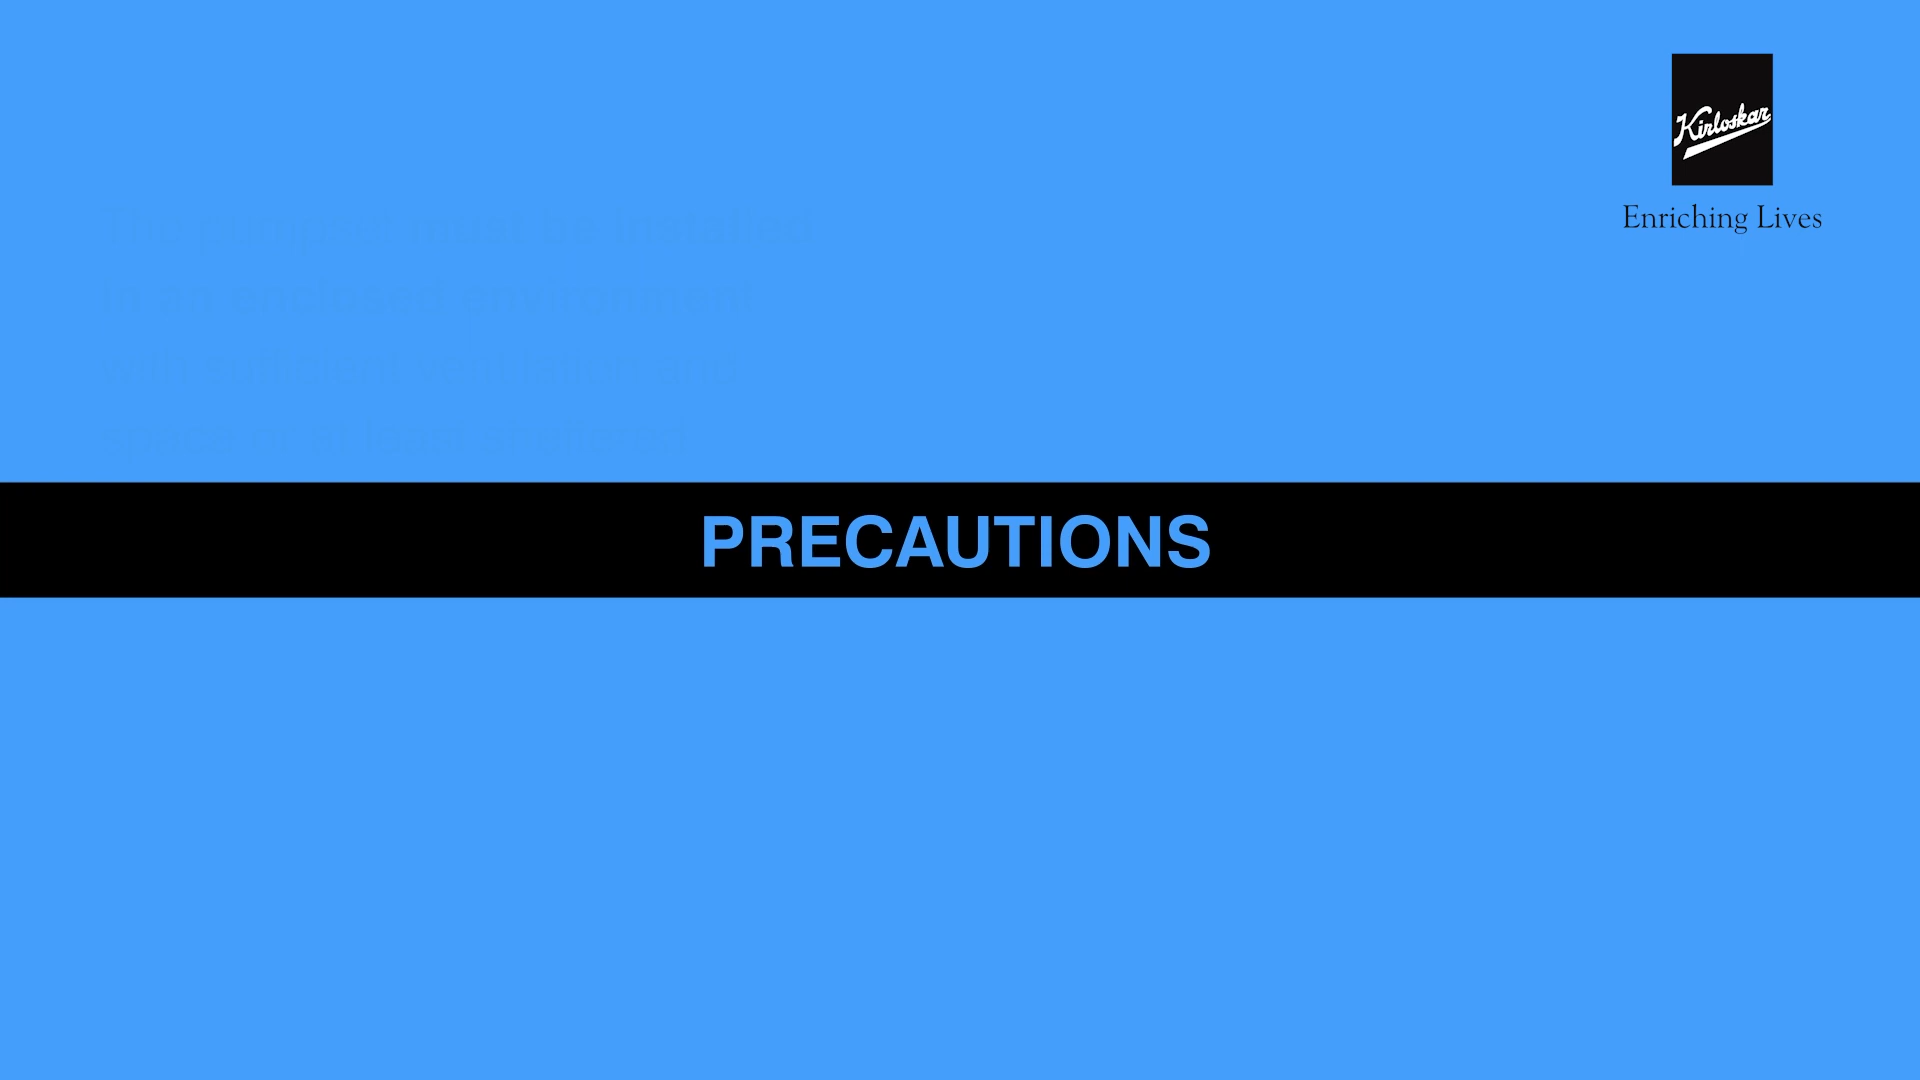 Kirloskar
Enriching Lives
The pumpset must be installed
in an enclosed environment
with sufficient ventilation and
space or at least sheltered
PRECAUTIONS